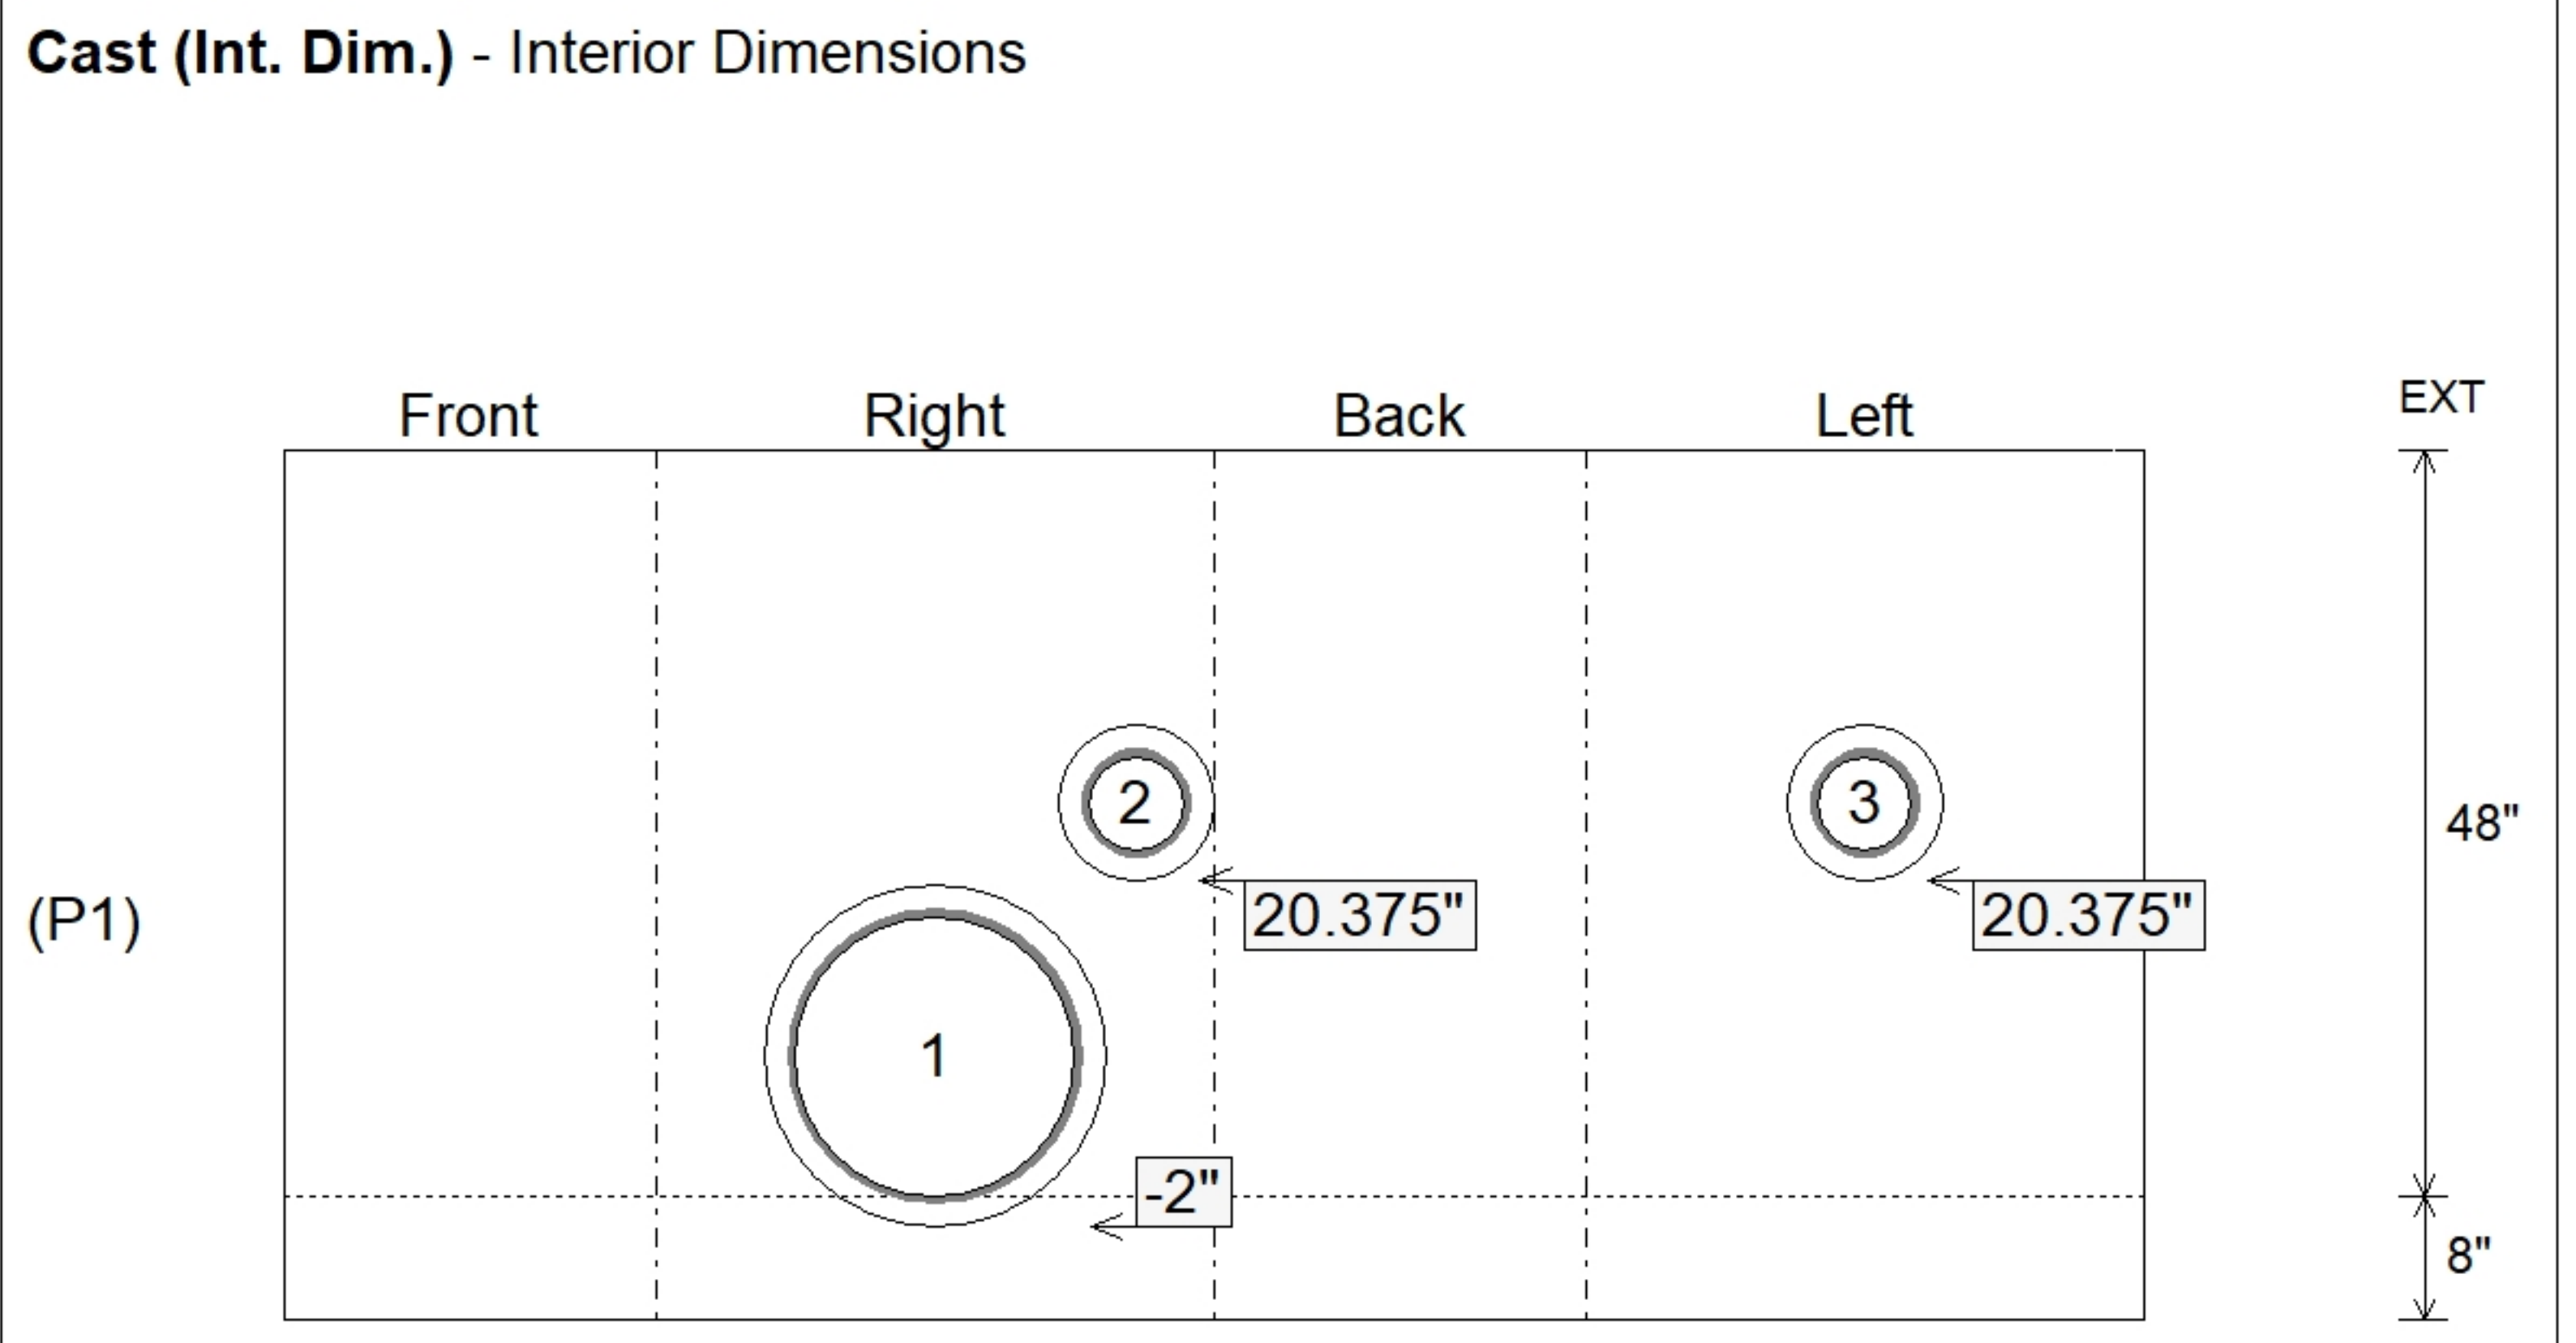 Cast (Int. Dim.) - Interior Dimensions
EXT
Front Right Back Left
2 3
48"
20.375" 20.375"
(P1)
1
-2"
8"